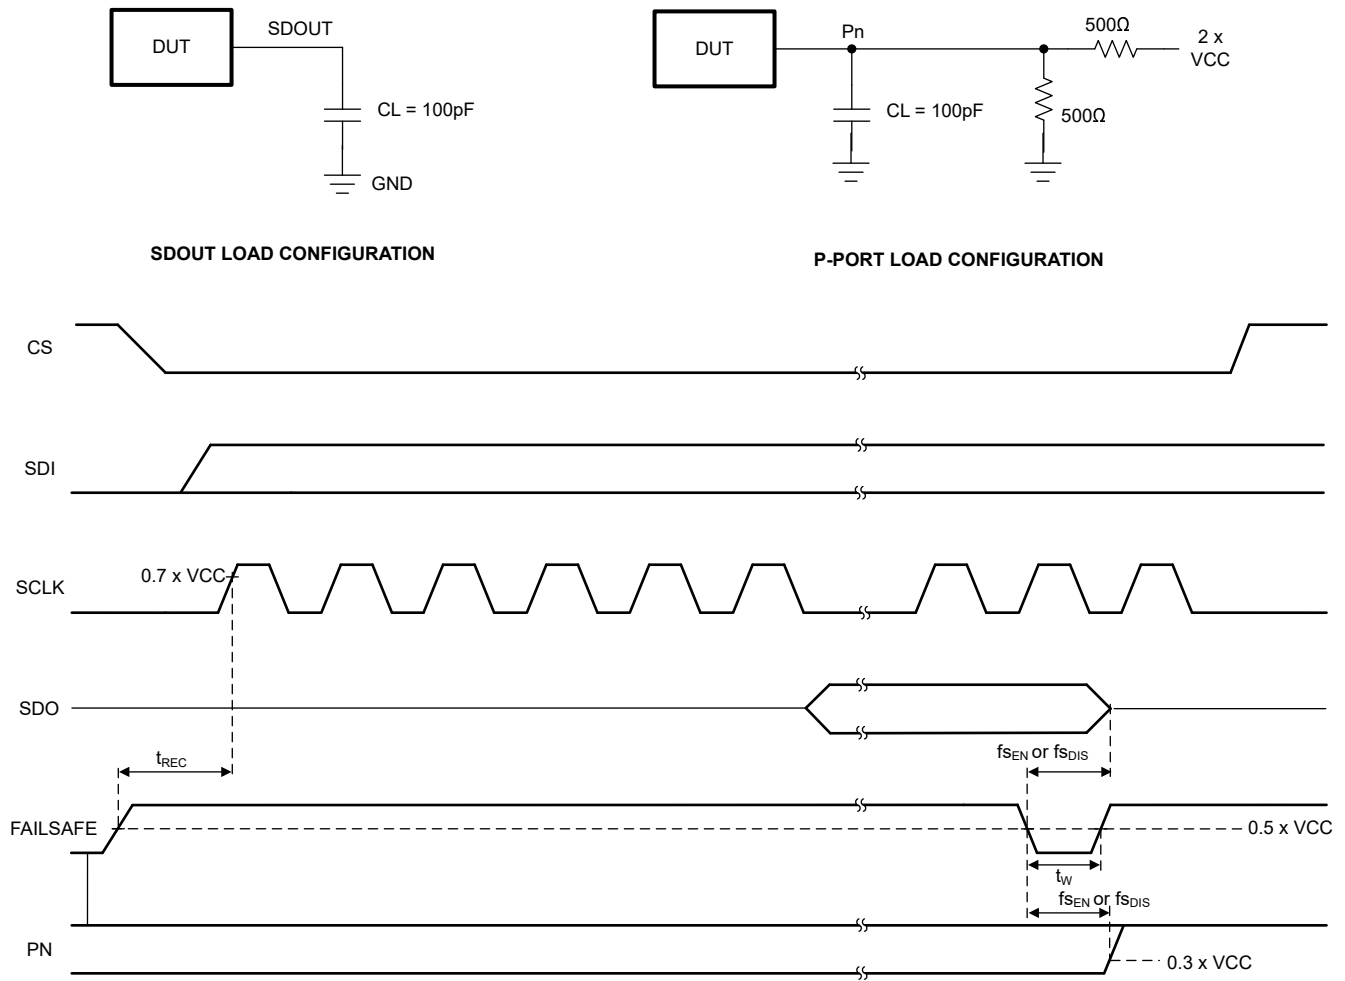 DUT
SDOUT
CL = 100pF
GND
SDOUT LOAD CONFIGURATION
DUT
Pn
500Ω
2 x
VCC
CL = 100pF
500Ω
P-PORT LOAD CONFIGURATION
CS
SDI
SCLK
0.7 x VCC
SDO
tREC
fsEN or fsDIS
FAILSAFE
0.5 x VCC
tW
fsEN or fsDIS
PN
0.3 x VCC